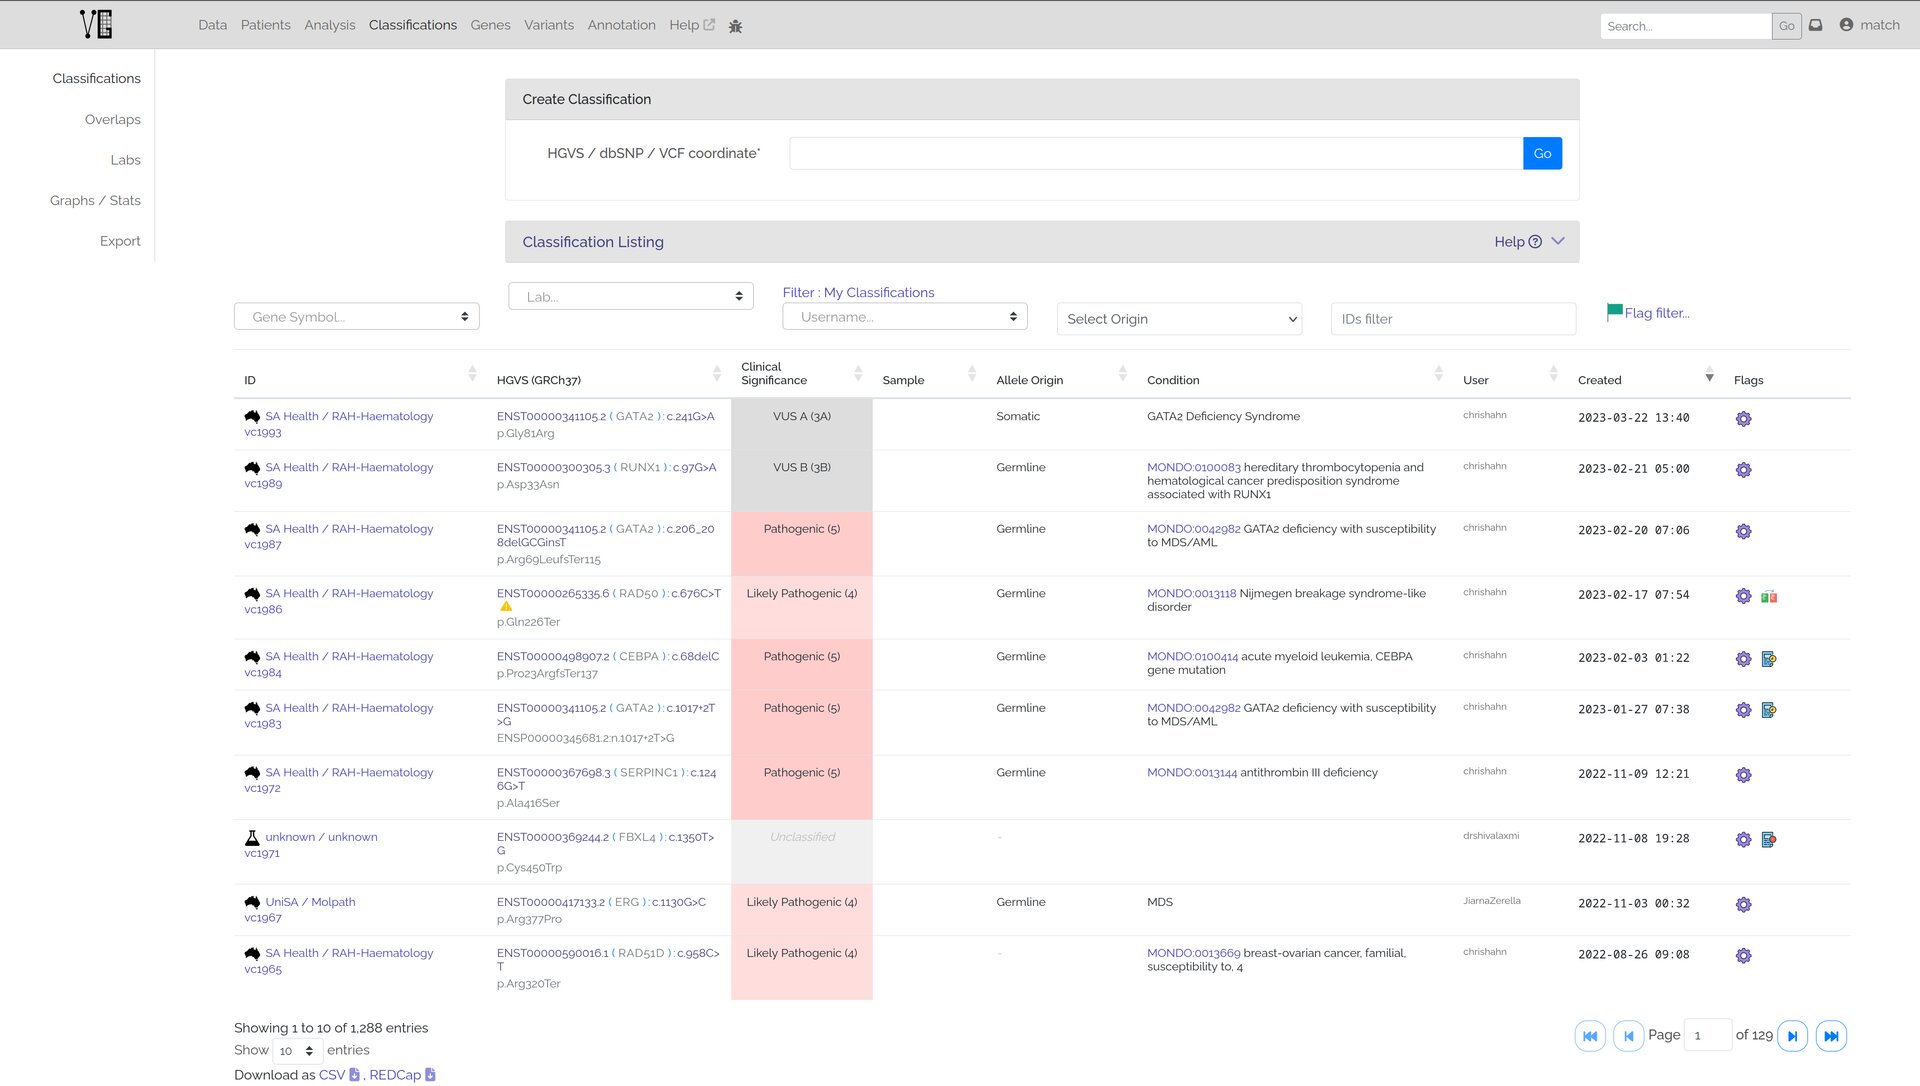 VG
Data Patients Analysis Classifications Genes Variants Annotation Help
Search... Go match
Classifications
Overlaps
Labs
Graphs / Stats
Export
Create Classification
HGVS / dbSNP / VCF coordinate* Go
Classification Listing Help
Gene Symbol...
Lab...
Filter : My Classifications
Username...
Select Origin
IDs filter
Flag filter...
ID HGVS (GRCh37) Clinical Significance Sample Allele Origin Condition User Created Flags
SA Health / RAH-Haematology ENST00000341105.2 ( GATA2 ): c.241G>A VUS A (3A) Somatic GATA2 Deficiency Syndrome chrishahn 2023-03-22 13:40
vc1993 p.Gly81Arg
SA Health / RAH-Haematology ENST00000300305.3 ( RUNX1 ): c.97G>A VUS B (3B) Germline MONDO:0100083 hereditary thrombocytopenia and chrishahn 2023-02-21 05:00
vc1989 p.Asp33Asn hematological cancer predisposition syndrome
associated with RUNX1
SA Health / RAH-Haematology ENST00000341105.2 ( GATA2 ): c.206_20 Pathogenic (5) Germline MONDO:0042982 GATA2 deficiency with susceptibility chrishahn 2023-02-20 07:06
vc1987 8delGCGinsT to MDS/AML
p.Arg69LeufsTer115
SA Health / RAH-Haematology ENST00000265335.6 ( RAD50 ): c.676C>T Likely Pathogenic (4) Germline MONDO:0013118 Nijmegen breakage syndrome-like chrishahn 2023-02-17 07:54
vc1986 disorder
p.Gln226Ter
SA Health / RAH-Haematology ENST00000498907.2 ( CEBPA ): c.68delC Pathogenic (5) Germline MONDO:0100414 acute myeloid leukemia, CEBPA chrishahn 2023-02-03 01:22
vc1984 p.Pro23ArgfsTer137 gene mutation
SA Health / RAH-Haematology ENST00000341105.2 ( GATA2 ): c.1017+2T Pathogenic (5) Germline MONDO:0042982 GATA2 deficiency with susceptibility chrishahn 2023-01-27 07:38
vc1983 >G to MDS/AML
ENSP00000345681.2:n.1017+2T>G
SA Health / RAH-Haematology ENST00000367698.3 ( SERPINC1 ): c.124 Pathogenic (5) Germline MONDO:0013144 antithrombin III deficiency chrishahn 2022-11-09 12:21
vc1972 6G>T
p.Ala416Ser
unknown / unknown ENST00000369244.2 ( FBXL4 ): c.1350T> Unclassified - drshivalaxmi 2022-11-08 19:28
vc1971 G
p.Cys450Trp
UniSA / Molpath ENST00000417133.2 ( ERG ): c.1130G>C Likely Pathogenic (4) Germline MDS JiarnaZerella 2022-11-03 00:32
vc1967 p.Arg377Pro
SA Health / RAH-Haematology ENST00000590016.1 ( RAD51D ): c.958C> Likely Pathogenic (4) - MONDO:0013669 breast-ovarian cancer, familial, chrishahn 2022-08-26 09:08
vc1965 T susceptibility to, 4
p.Arg320Ter
Showing 1 to 10 of 1,288 entries
Show 10 entries
Page 1 of 129
Download as CSV , REDCap